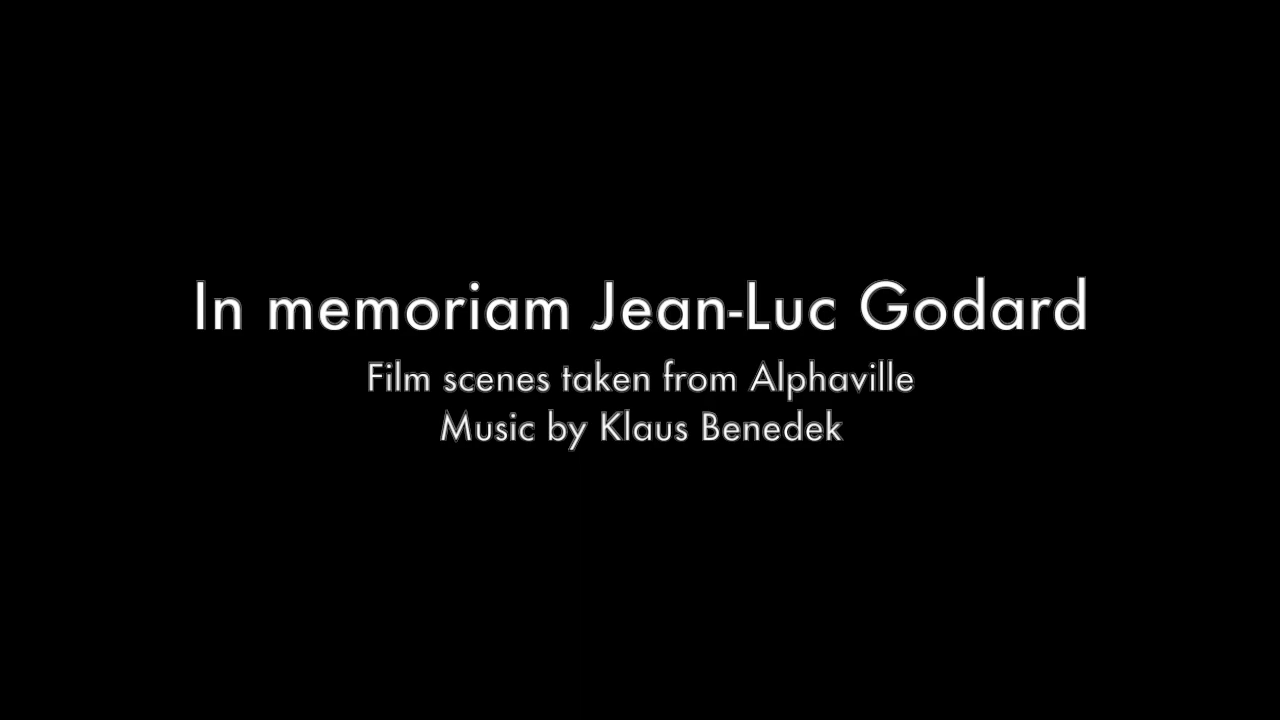 In memoriam Jean-Luc Godard
Film scenes taken from Alphaville
Music by Klaus Benedek